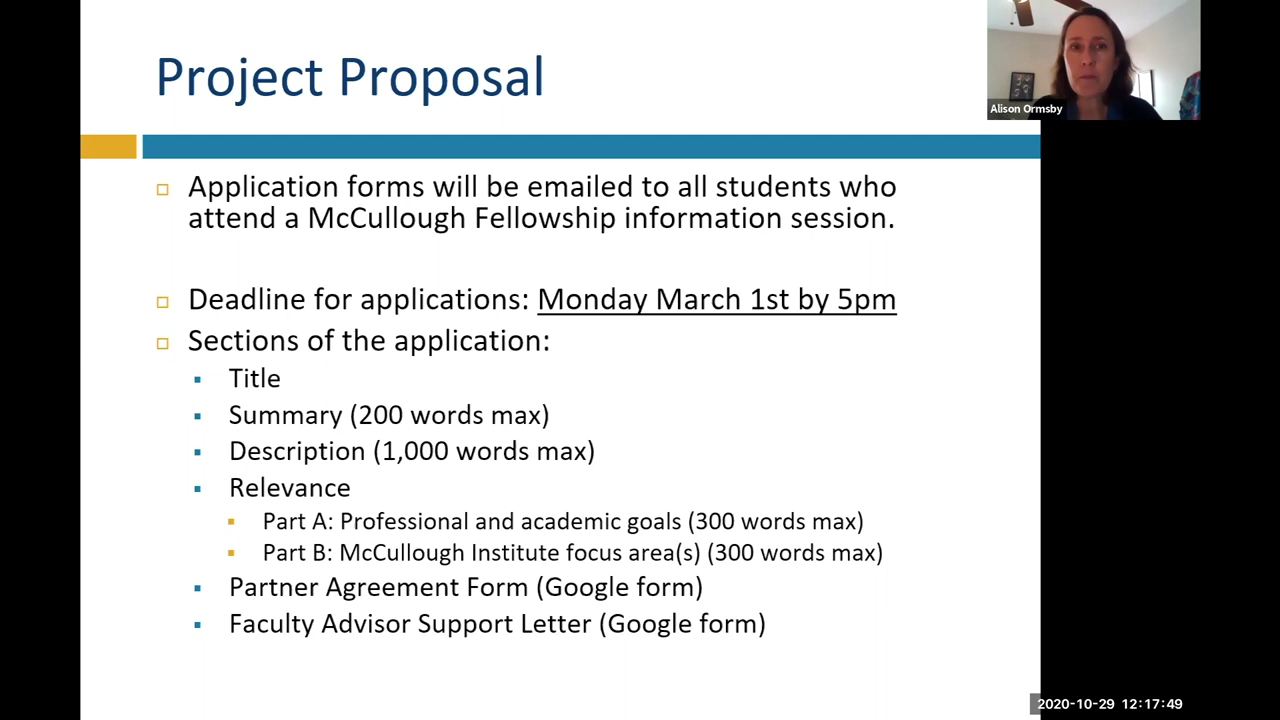 Project Proposal
Alison Ormsby
Application forms will be emailed to all students who
attend a McCullough Fellowship information session.
Deadline for applications: Monday March 1st by 5pm
Sections of the application:
Title
Summary (200 words max)
Description (1,000 words max)
Relevance
Part A: Professional and academic goals (300 words max)
Part B: McCullough Institute focus area(s) (300 words max)
Partner Agreement Form (Google form)
Faculty Advisor Support Letter (Google form)
2020-10-29 12:17:49